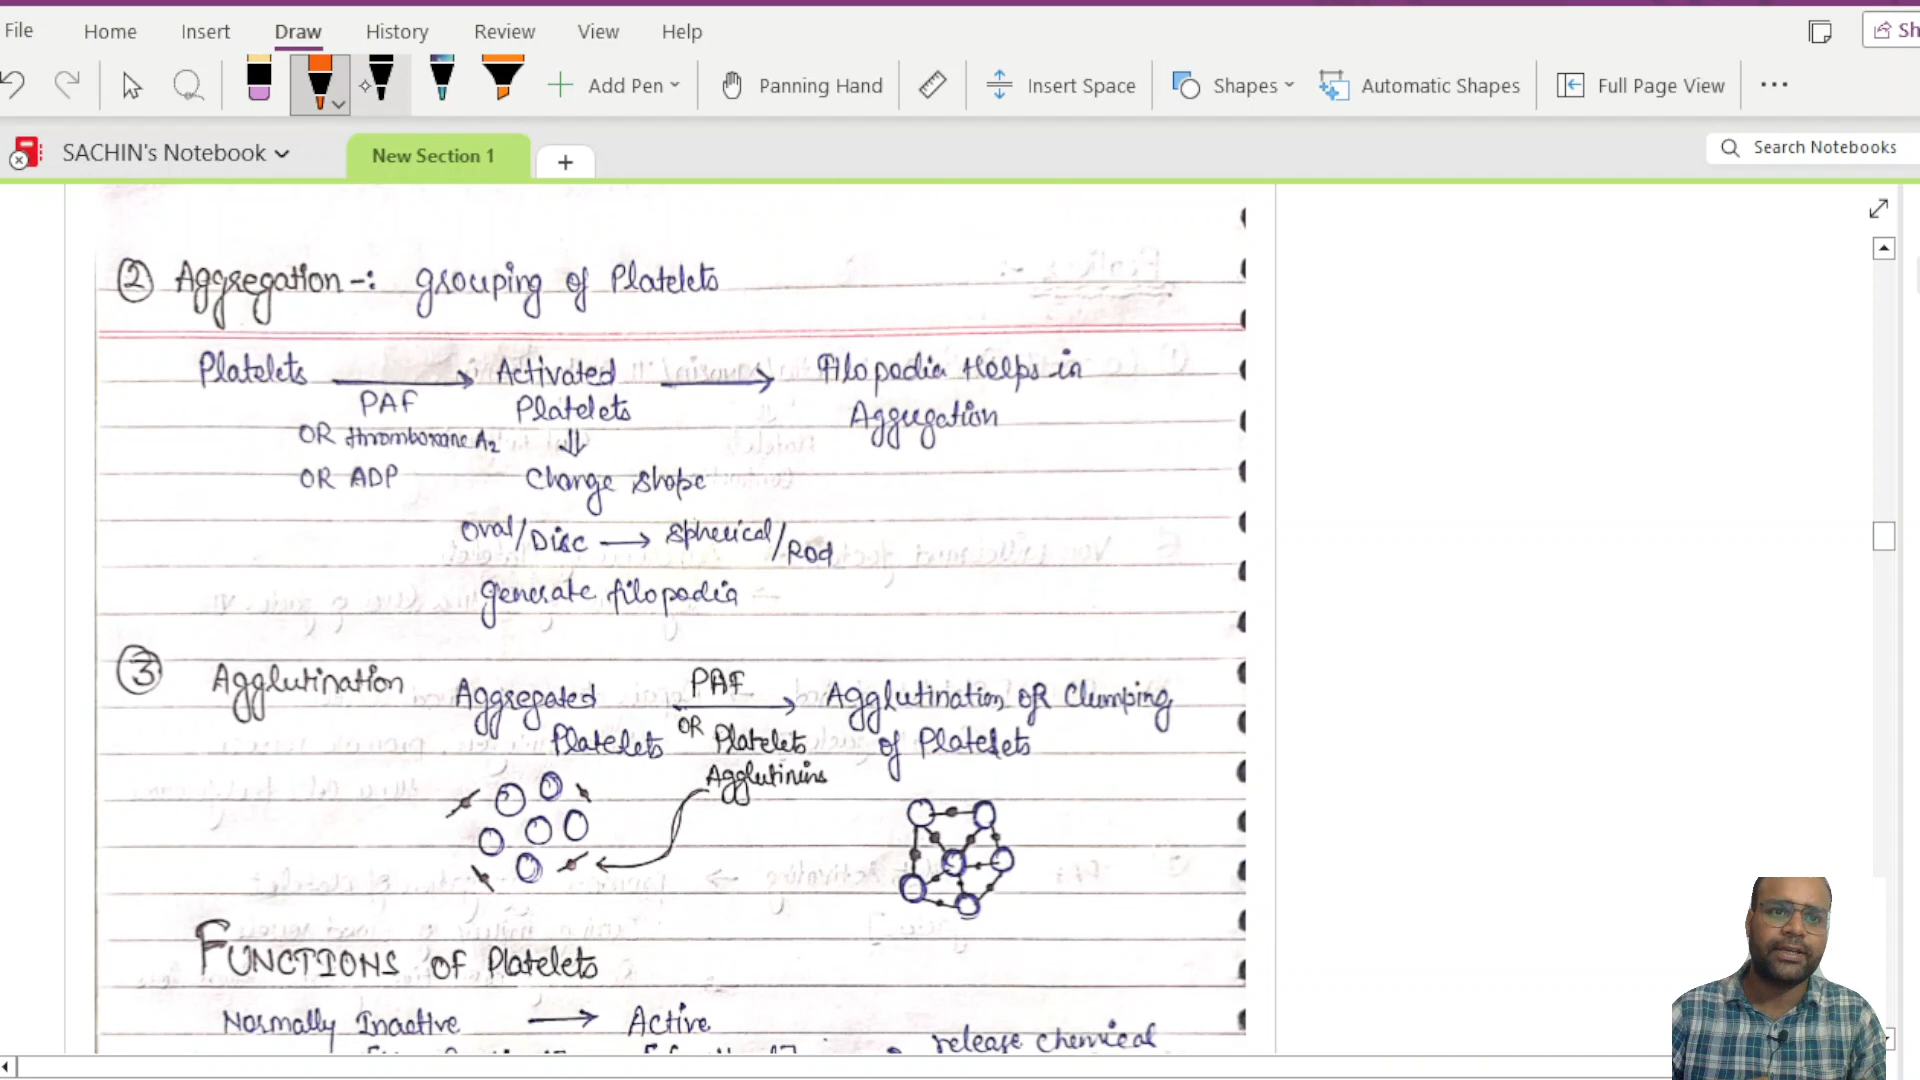 File Home Insert Draw History Review View Help Sh
Add Pen Panning Hand Insert Space Shapes Automatic Shapes Full Page View
SACHIN's Notebook New Section 1 + Search Notebooks
② Aggregation -: grouping of Platelets
Platelets → Activated Platelets → Filopodia Helps in Aggregation
PAF
OR thromboxane A2
OR ADP
⇓
Change shape
Oval/Disc → Spherical/Rod
generate filopodia
③ Agglutination Aggregated Platelets → Agglutination OR Clumping of Platelets
PAF
OR Platelets
Agglutinins
FUNCTIONS OF Platelets
Normally Inactive → Active
release chemical